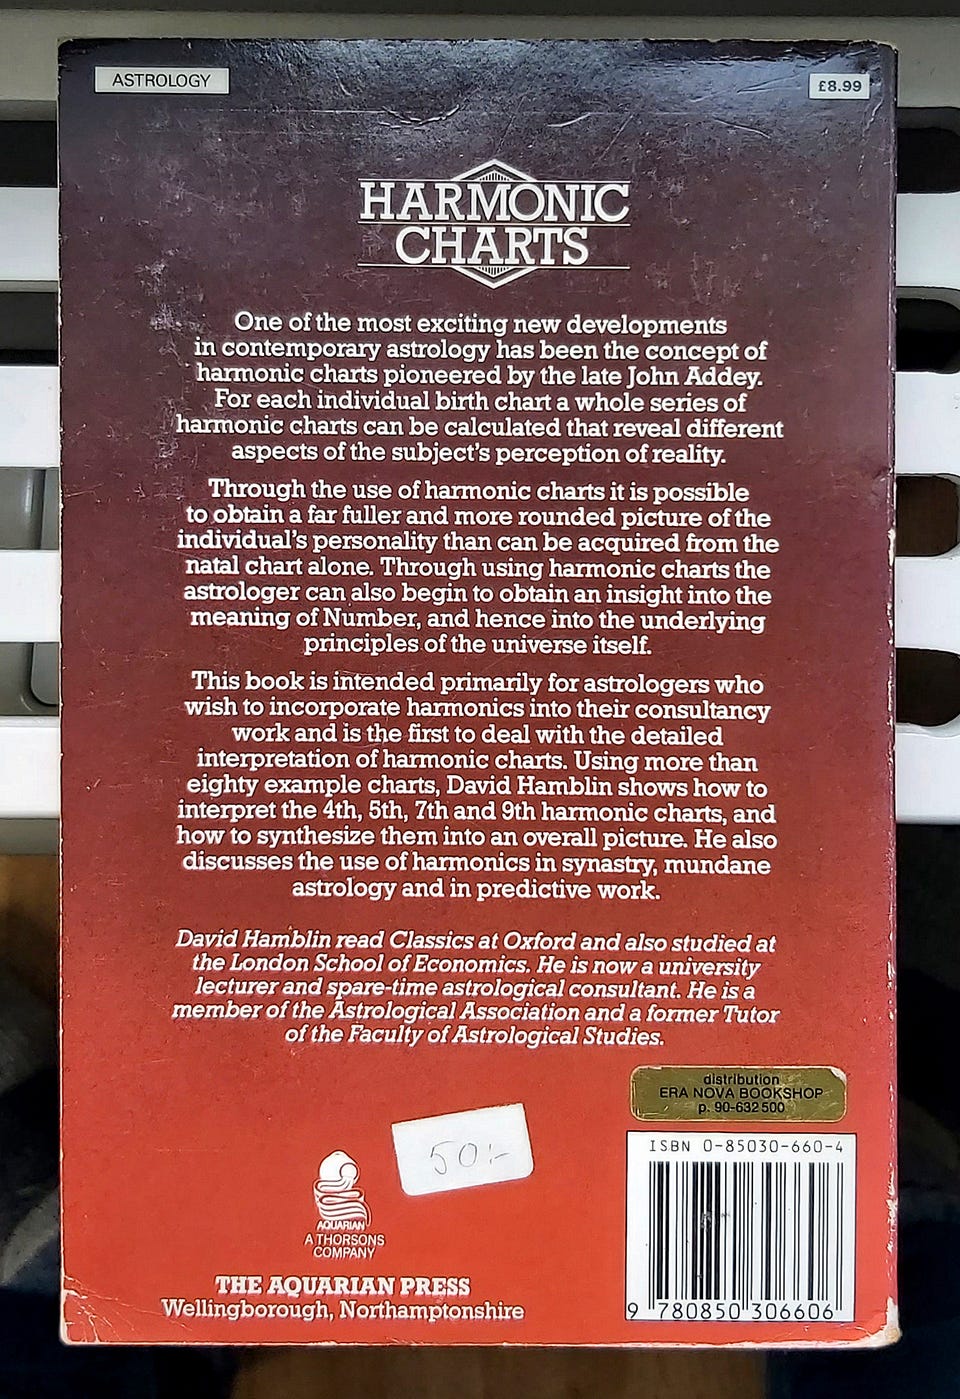 ASTROLOGY
£8.99
HARMONIC
CHARTS
One of the most exciting new developments
in contemporary astrology has been the concept of
harmonic charts pioneered by the late John Addey.
For each individual birth chart a whole series of
harmonic charts can be calculated that reveal different
aspects of the subject's perception of reality.
Through the use of harmonic charts it is possible
to obtain a far fuller and more rounded picture of the
individual's personality than can be acquired from the
natal chart alone. Through using harmonic charts the
astrologer can also begin to obtain an insight into the
meaning of Number, and hence into the underlying
principles of the universe itself.
This book is intended primarily for astrologers who
wish to incorporate harmonics into their consultancy
work and is the first to deal with the detailed
interpretation of harmonic charts. Using more than
eighty example charts, David Hamblin shows how to
interpret the 4th, 5th, 7th and 9th harmonic charts, and
how to synthesize them into an overall picture. He also
discusses the use of harmonics in synastry, mundane
astrology and in predictive work.
David Hamblin read Classics at Oxford and also studied at
the London School of Economics. He is now a university
lecturer and spare-time astrological consultant. He is a
member of the Astrological Association and a former Tutor
of the Faculty of Astrological Studies.
distribution
ERA NOVA BOOKSHOP
p. 90-632 500
50:-
ISBN 0-85030-660-4
AQUARIAN
A THORSONS
COMPANY
THE AQUARIAN PRESS
Wellingborough, Northamptonshire
9 780850 306606